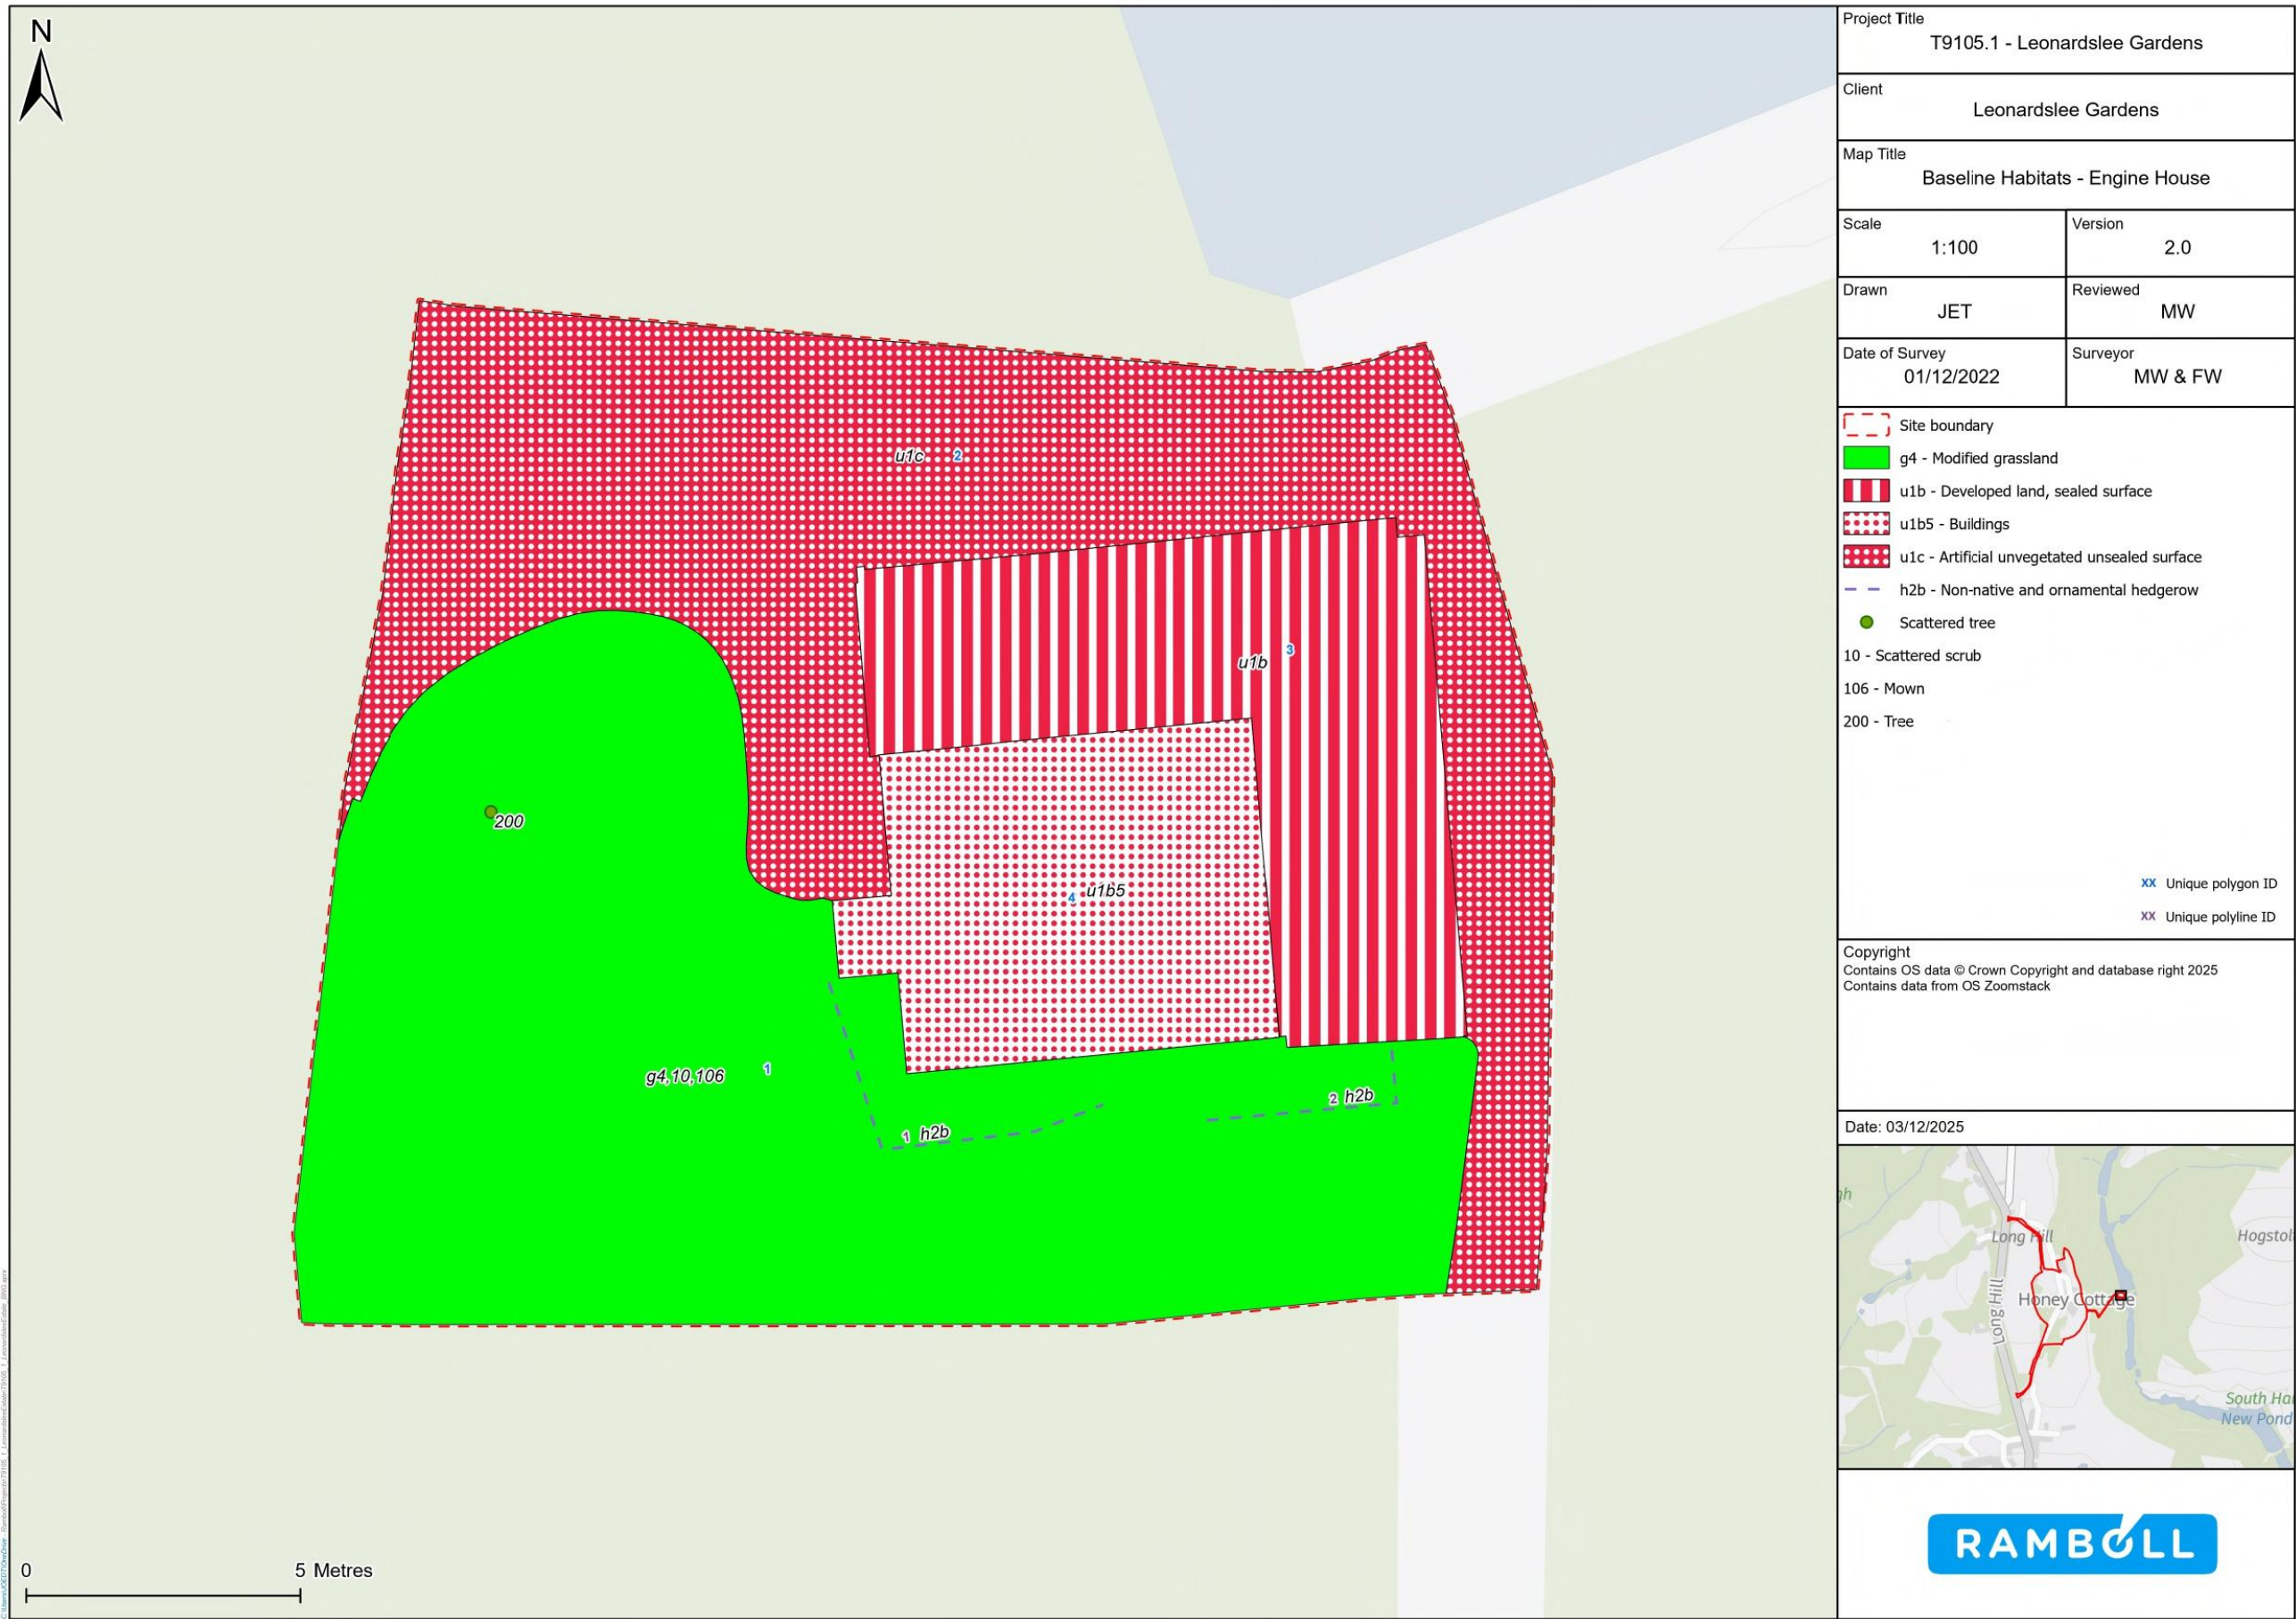 N
u1c 2
u1b 3
200
4 u1b5
g4,10,106 1
1 h2b
2 h2b
0 5 Metres
Project Title
T9105.1 - Leonardslee Gardens
Client
Leonardslee Gardens
Map Title
Baseline Habitats - Engine House
Scale
1:100
Version
2.0
Drawn
JET
Reviewed
MW
Date of Survey
01/12/2022
Surveyor
MW & FW
Site boundary
g4 - Modified grassland
u1b - Developed land, sealed surface
u1b5 - Buildings
u1c - Artificial unvegetated unsealed surface
h2b - Non-native and ornamental hedgerow
Scattered tree
10 - Scattered scrub
106 - Mown
200 - Tree
xx Unique polygon ID
xx Unique polyline ID
Copyright
Contains OS data © Crown Copyright and database right 2025
Contains data from OS Zoomstack
Date: 03/12/2025
gh
Long Hill
Hogstol
Long Hill
Honey Cottage
South Ha
New Pond
RAMBOLL